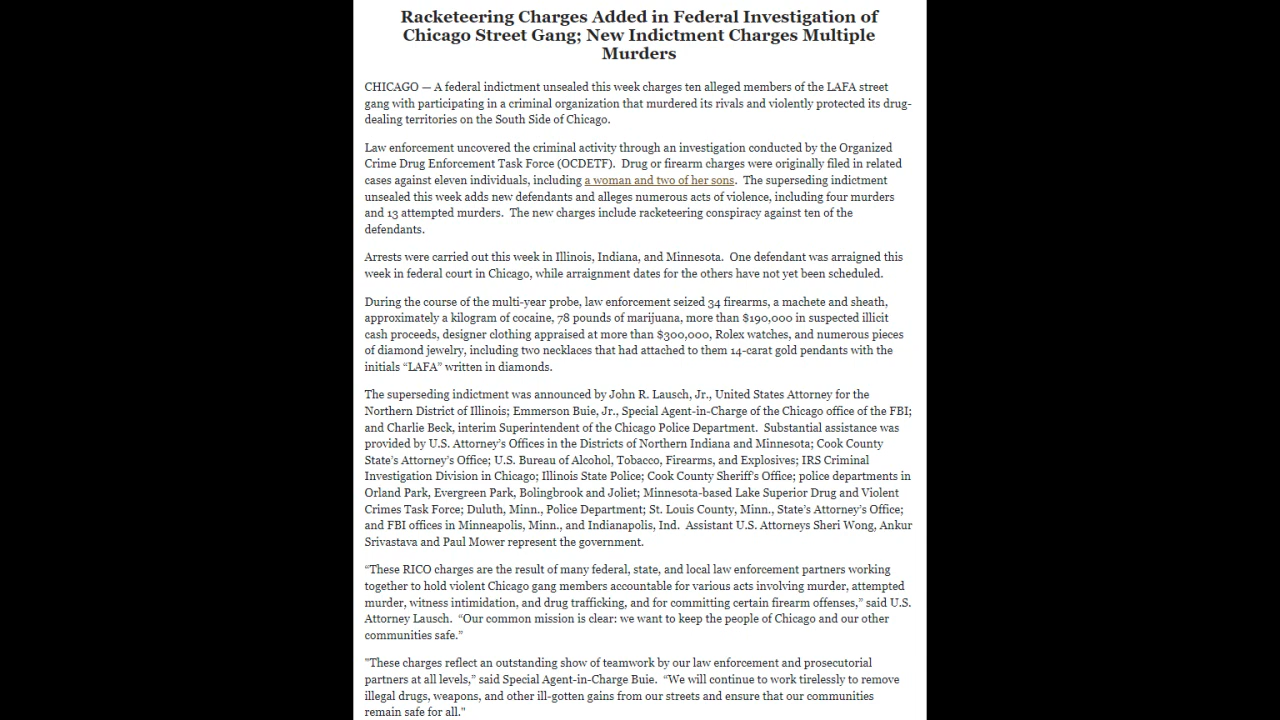 Racketeering Charges Added in Federal Investigation of
Chicago Street Gang; New Indictment Charges Multiple
Murders
CHICAGO — A federal indictment unsealed this week charges ten alleged members of the LAFA street
gang with participating in a criminal organization that murdered its rivals and violently protected its drug-
dealing territories on the South Side of Chicago.
Law enforcement uncovered the criminal activity through an investigation conducted by the Organized
Crime Drug Enforcement Task Force (OCDETF).  Drug or firearm charges were originally filed in related
cases against eleven individuals, including a woman and two of her sons.  The superseding indictment
unsealed this week adds new defendants and alleges numerous acts of violence, including four murders
and 13 attempted murders.  The new charges include racketeering conspiracy against ten of the
defendants.
Arrests were carried out this week in Illinois, Indiana, and Minnesota.  One defendant was arraigned this
week in federal court in Chicago, while arraignment dates for the others have not yet been scheduled.
During the course of the multi-year probe, law enforcement seized 34 firearms, a machete and sheath,
approximately a kilogram of cocaine, 78 pounds of marijuana, more than $190,000 in suspected illicit
cash proceeds, designer clothing appraised at more than $300,000, Rolex watches, and numerous pieces
of diamond jewelry, including two necklaces that had attached to them 14-carat gold pendants with the
initials “LAFA” written in diamonds.
The superseding indictment was announced by John R. Lausch, Jr., United States Attorney for the
Northern District of Illinois; Emmerson Buie, Jr., Special Agent-in-Charge of the Chicago office of the FBI;
and Charlie Beck, interim Superintendent of the Chicago Police Department.  Substantial assistance was
provided by U.S. Attorney’s Offices in the Districts of Northern Indiana and Minnesota; Cook County
State’s Attorney’s Office; U.S. Bureau of Alcohol, Tobacco, Firearms, and Explosives; IRS Criminal
Investigation Division in Chicago; Illinois State Police; Cook County Sheriff’s Office; police departments in
Orland Park, Evergreen Park, Bolingbrook and Joliet; Minnesota-based Lake Superior Drug and Violent
Crimes Task Force; Duluth, Minn., Police Department; St. Louis County, Minn., State’s Attorney’s Office;
and FBI offices in Minneapolis, Minn., and Indianapolis, Ind.  Assistant U.S. Attorneys Sheri Wong, Ankur
Srivastava and Paul Mower represent the government.
“These RICO charges are the result of many federal, state, and local law enforcement partners working
together to hold violent Chicago gang members accountable for various acts involving murder, attempted
murder, witness intimidation, and drug trafficking, and for committing certain firearm offenses,” said U.S.
Attorney Lausch.  “Our common mission is clear: we want to keep the people of Chicago and our other
communities safe.”
"These charges reflect an outstanding show of teamwork by our law enforcement and prosecutorial
partners at all levels,” said Special Agent-in-Charge Buie.  “We will continue to work tirelessly to remove
illegal drugs, weapons, and other ill-gotten gains from our streets and ensure that our communities
remain safe for all."